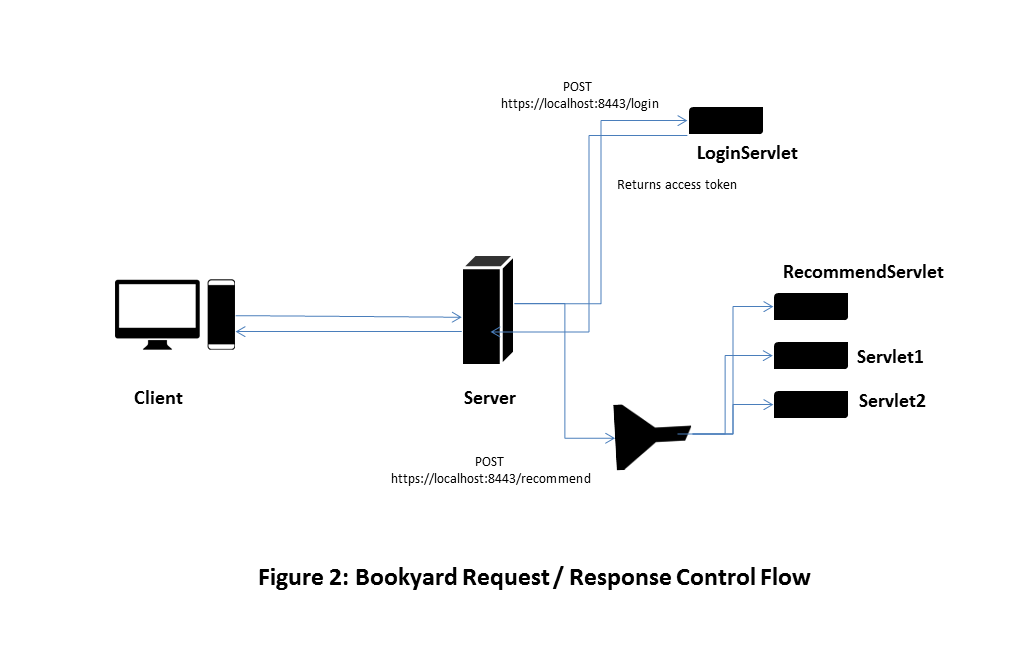 POST
https://localhost:8443/login
LoginServlet
Returns access token
RecommendServlet
Servlet1
Servlet2
Client
Server
POST
https://localhost:8443/recommend
Figure 2: Bookyard Request / Response Control Flow